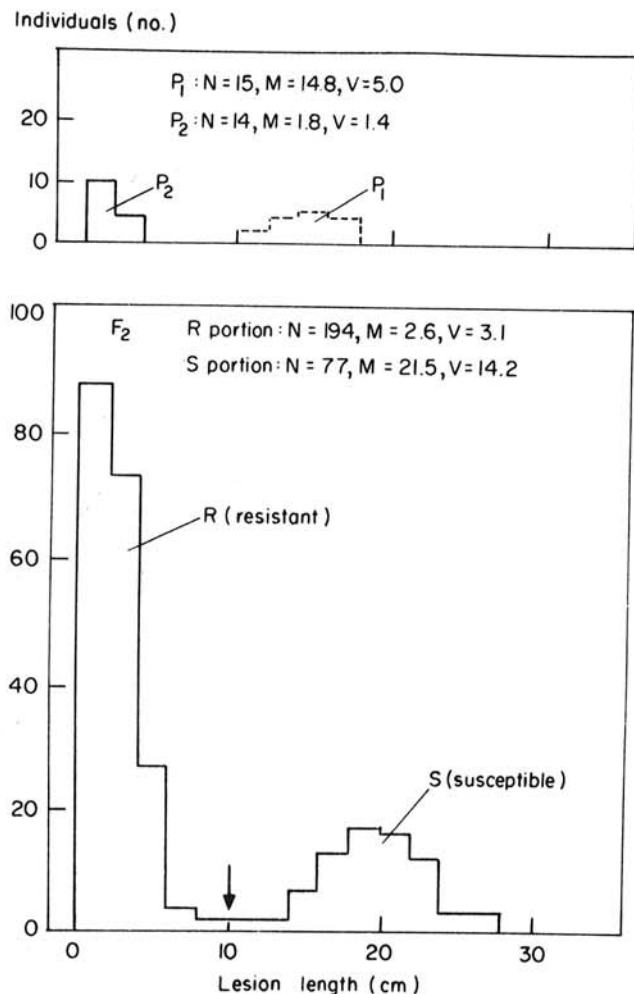 Individuals (no.)
P1 : N = 15, M = 14.8, V = 5.0
P2 : N = 14, M = 1.8, V = 1.4
20
10
0
P2
P1
100
80
60
40
20
0
F2
R portion : N = 194, M = 2.6, V = 3.1
S portion : N = 77, M = 21.5, V = 14.2
R (resistant)
S (susceptible)
0 10 20 30
Lesion length (cm)